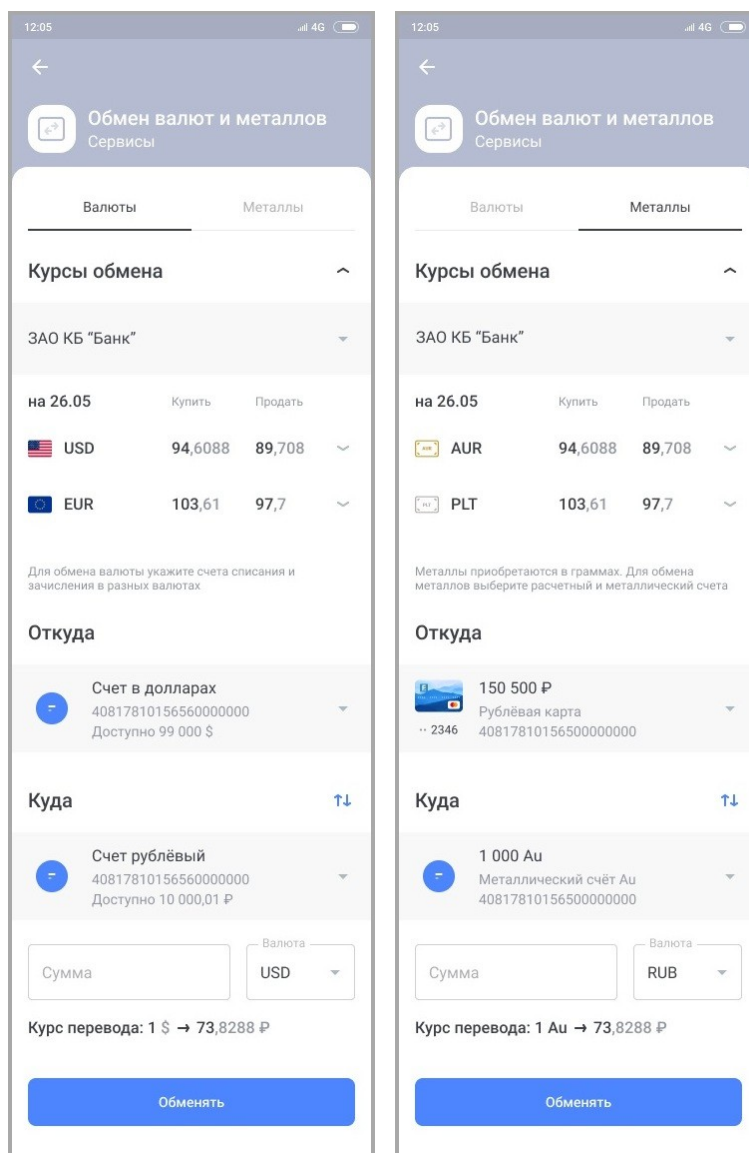 12:05
4G
Обмен валют и металлов
Сервисы
Валюты Металлы
Курсы обмена
ЗАО КБ “Банк”
на 26.05 Купить Продать
USD 94,6088 89,708
EUR 103,61 97,7
Для обмена валюты укажите счета списания и
зачисления в разных валютах
Откуда
Счет в долларах
40817810156560000000
Доступно 99 000 $
Куда
Счет рублёвый
40817810156560000000
Доступно 10 000,01 ₽
Валюта
Сумма USD
Курс перевода: 1 $ → 73,8288 ₽
Обменять
12:05
4G
Обмен валют и металлов
Сервисы
Валюты Металлы
Курсы обмена
ЗАО КБ “Банк”
на 26.05 Купить Продать
AUR 94,6088 89,708
PLT 103,61 97,7
Металлы приобретаются в граммах. Для обмена
металлов выберите расчетный и металлический счета
Откуда
150 500 ₽
Рублёвая карта
·· 2346 40817810156500000000
Куда
1 000 Au
Металлический счёт Au
40817810156500000000
Валюта
Сумма RUB
Курс перевода: 1 Au → 73,8288 ₽
Обменять